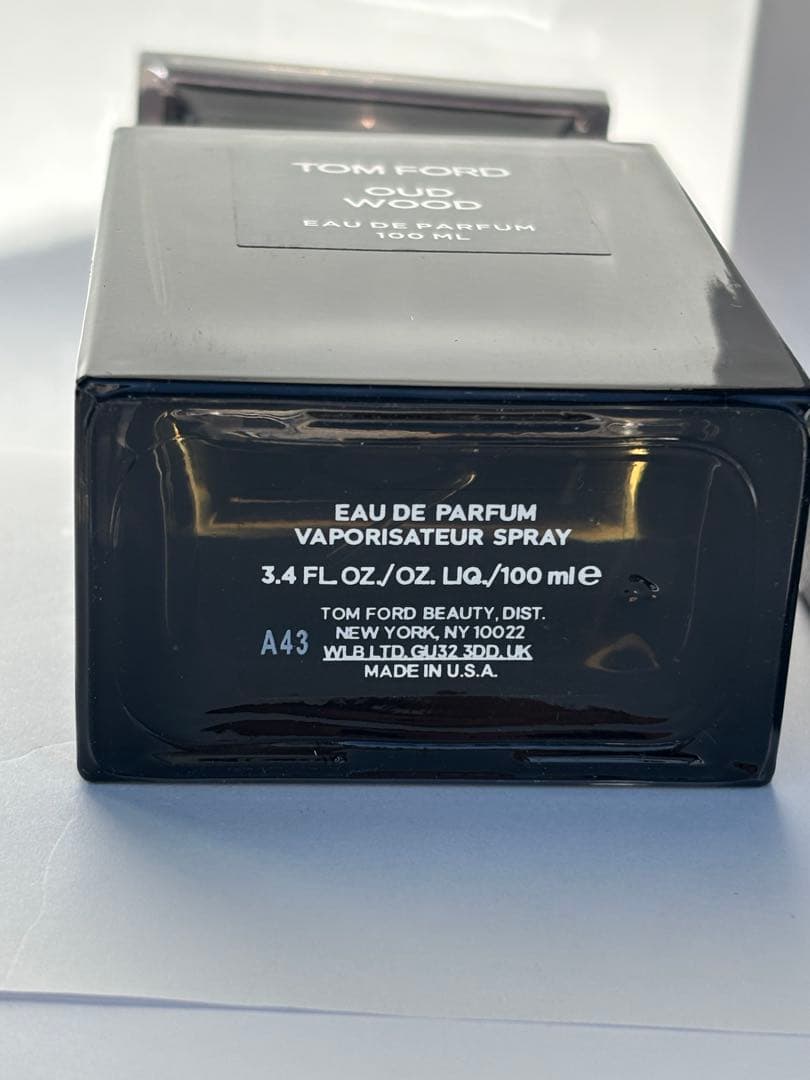 TOM FORD
OUD
WOOD
EAU DE PARFUM
100 ML
EAU DE PARFUM
VAPORISATEUR SPRAY
3.4 FL.OZ./OZ. LIQ./100 ml e
TOM FORD BEAUTY, DIST.
NEW YORK, NY 10022
A43 WLB LTD. GU32 3DD. UK
MADE IN U.S.A.